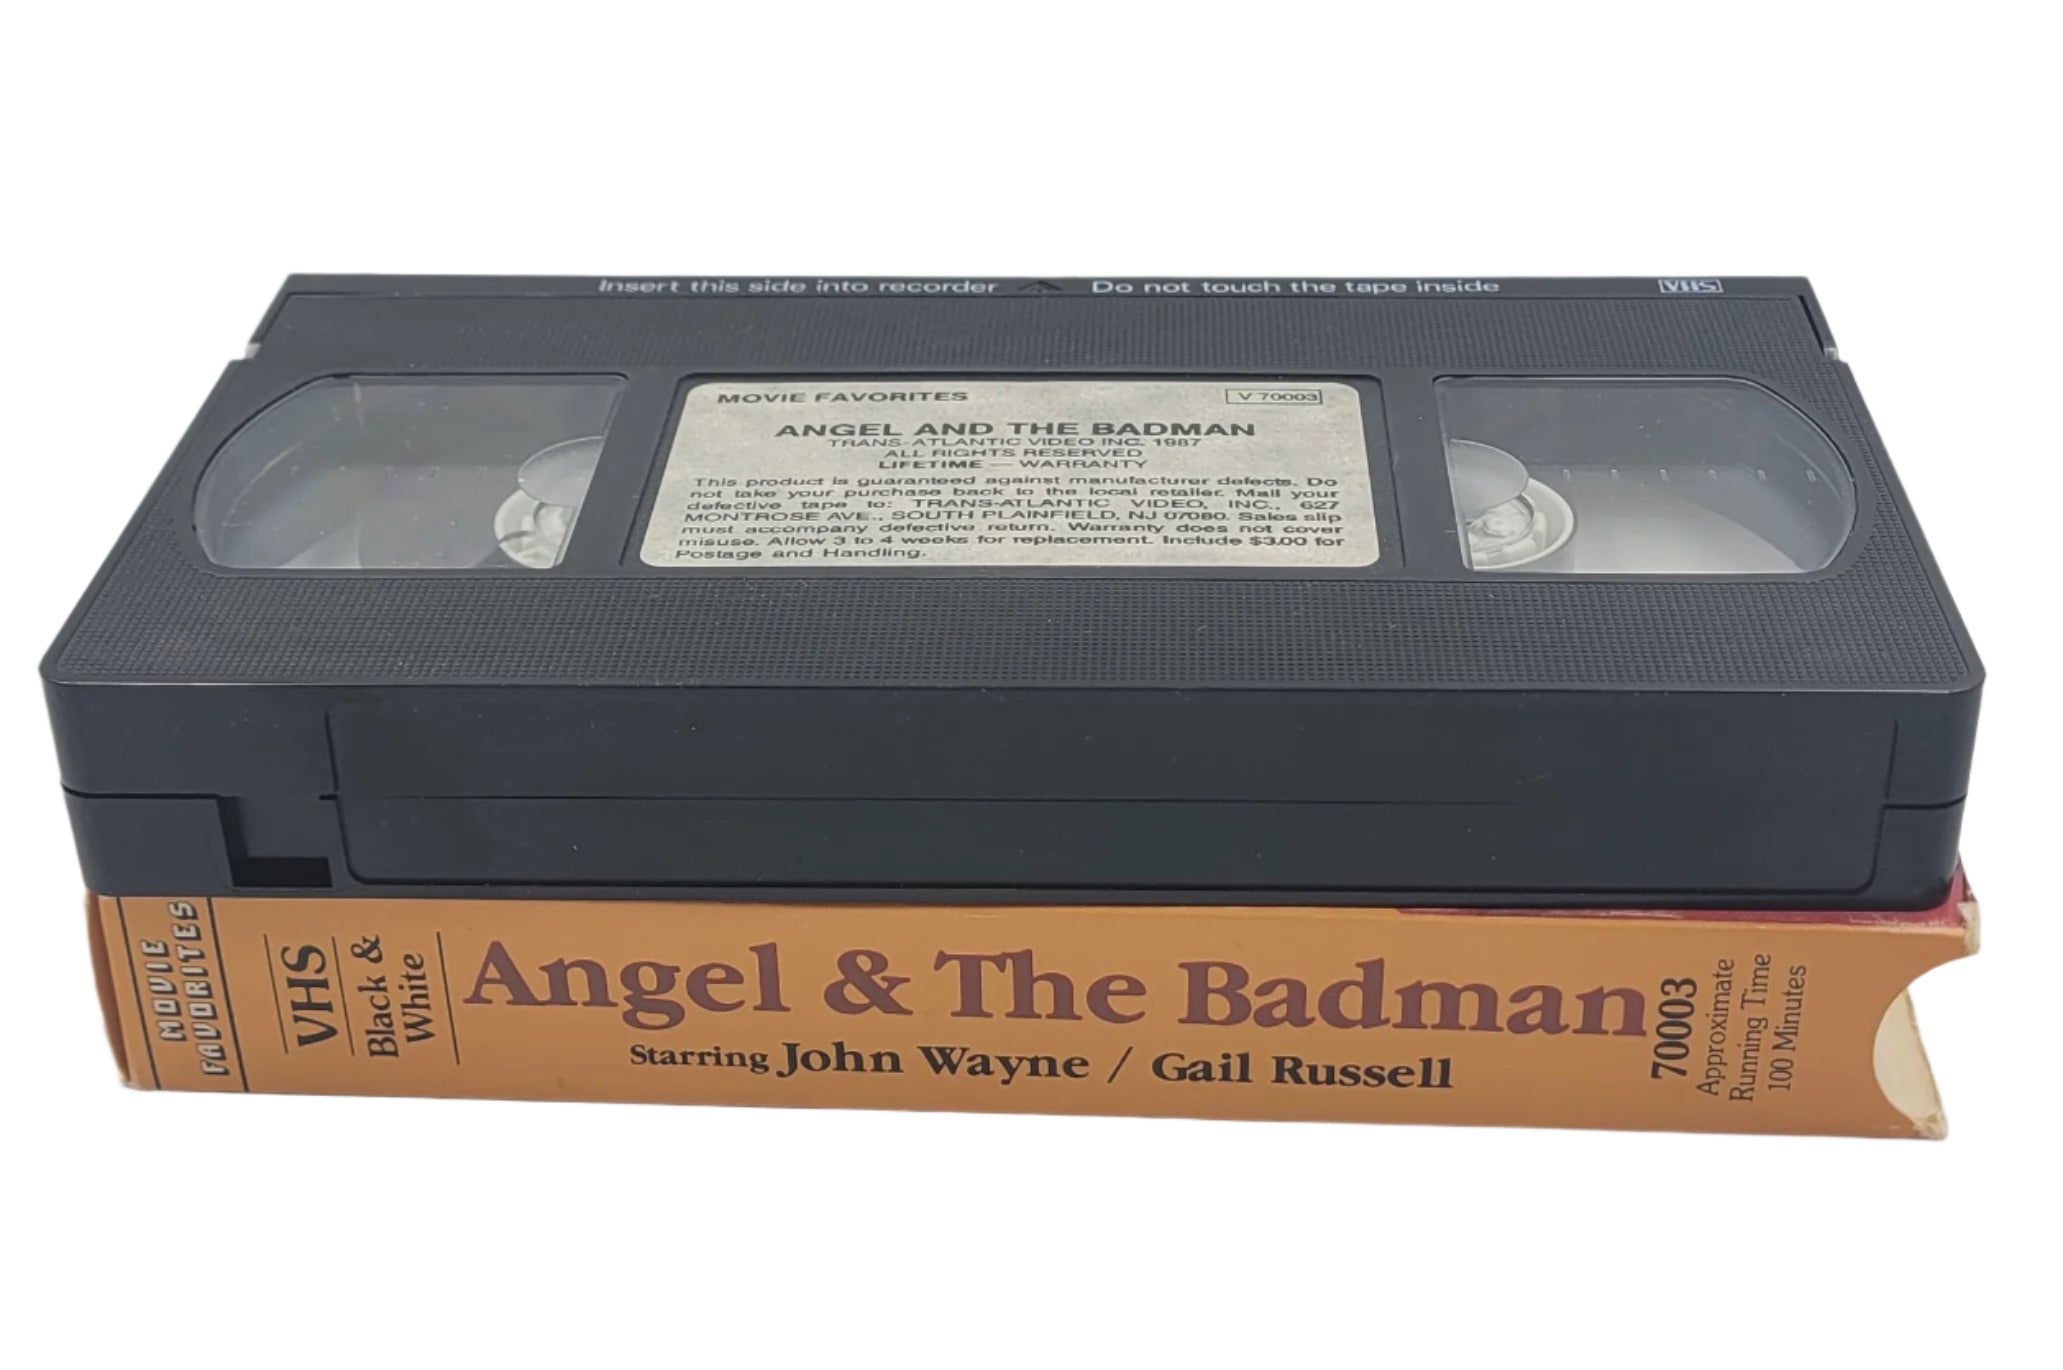 Insert this side into recorder Do not touch the tape inside VHS
MOVIE FAVORITES V 70003
ANGEL AND THE BADMAN
TRANS-ATLANTIC VIDEO INC. 1987
ALL RIGHTS RESERVED
LIFETIME — WARRANTY
This product is guaranteed against manufacturer defects. Do
not take your purchase back to the local retailer. Mail your
defective tape to: TRANS-ATLANTIC VIDEO, INC., 627
MONTROSE AVE., SOUTH PLAINFIELD, NJ 07080. Sales slip
must accompany defective return. Warranty does not cover
misuse. Allow 3 to 4 weeks for replacement. Include $3.00 for
Postage and Handling.
MOVIE
FAVORITES
VHS
Black &
White
Angel & The Badman
Starring John Wayne / Gail Russell
70003
Approximate
Running Time
100 Minutes